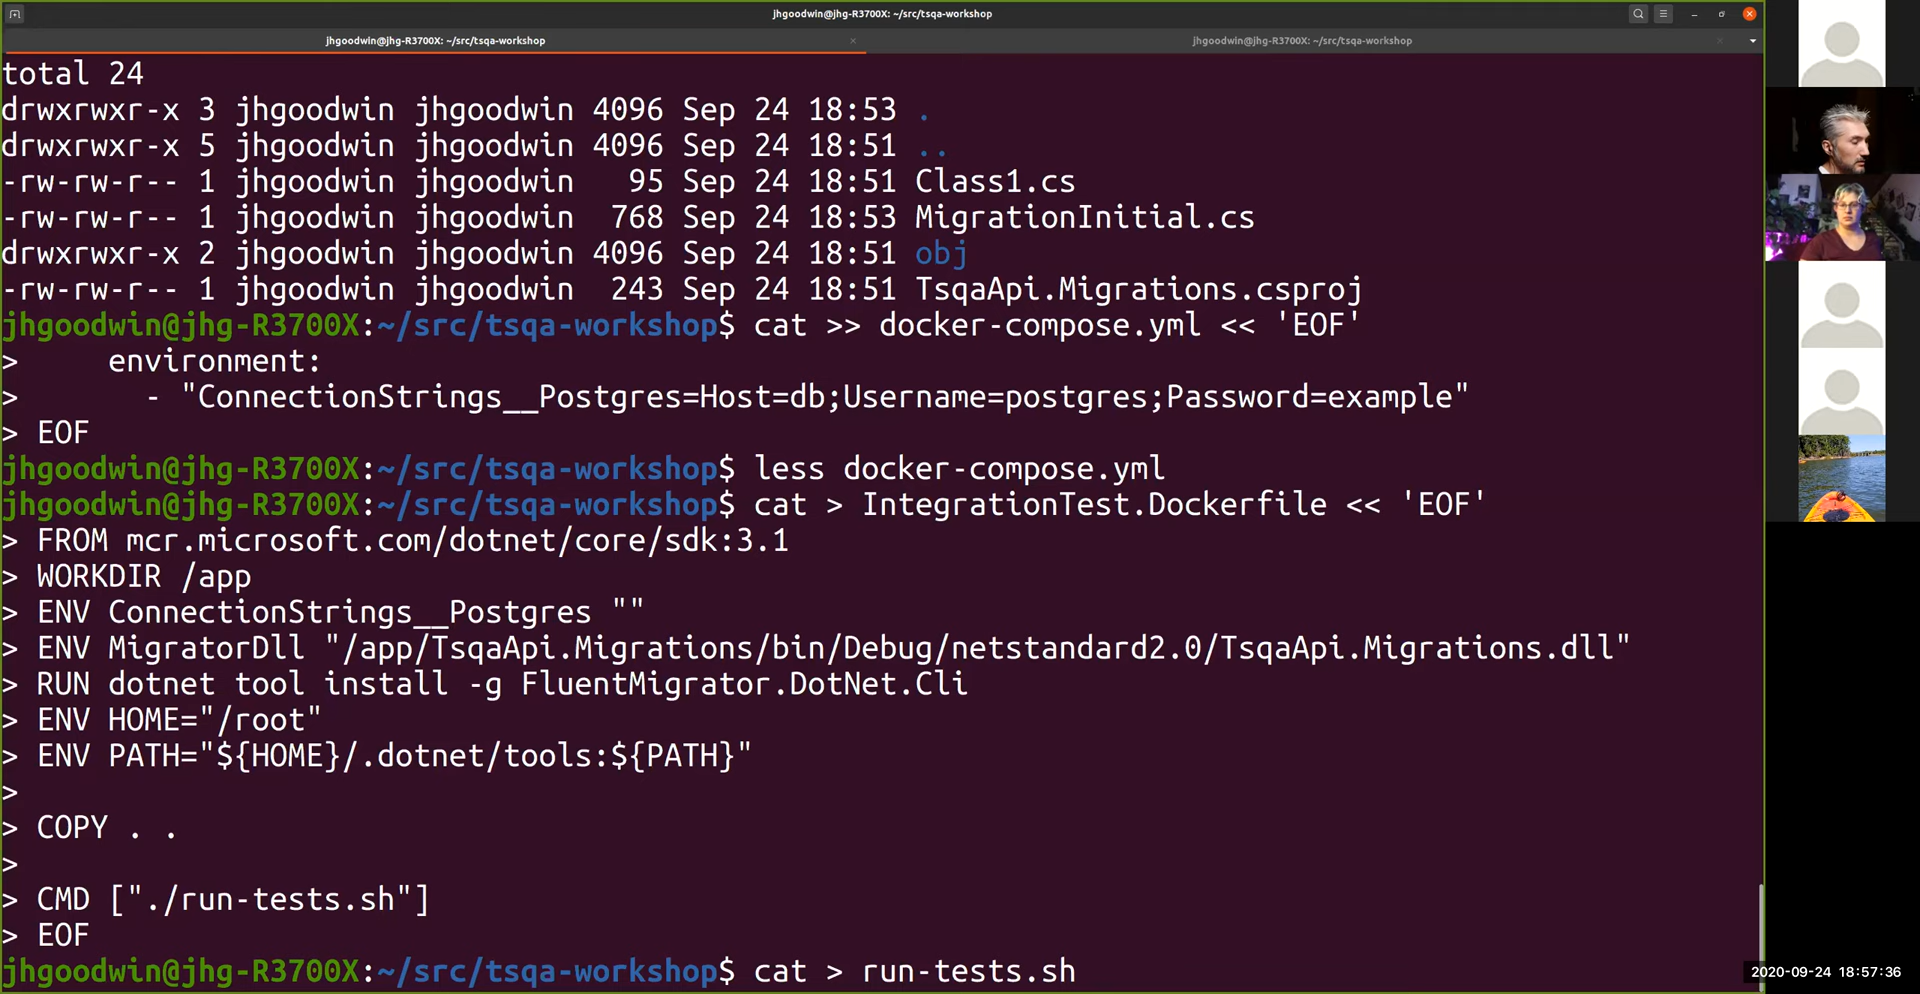 jhgoodwin@jhg-R3700X: ~/src/tsqa-workshop
jhgoodwin@jhg-R3700X: ~/src/tsqa-workshop
jhgoodwin@jhg-R3700X: ~/src/tsqa-workshop
total 24
drwxrwxr-x 3 jhgoodwin jhgoodwin 4096 Sep 24 18:53 .
drwxrwxr-x 5 jhgoodwin jhgoodwin 4096 Sep 24 18:51 ..
-rw-rw-r-- 1 jhgoodwin jhgoodwin   95 Sep 24 18:51 Class1.cs
-rw-rw-r-- 1 jhgoodwin jhgoodwin  768 Sep 24 18:53 MigrationInitial.cs
drwxrwxr-x 2 jhgoodwin jhgoodwin 4096 Sep 24 18:51 obj
-rw-rw-r-- 1 jhgoodwin jhgoodwin  243 Sep 24 18:51 TsqaApi.Migrations.csproj
jhgoodwin@jhg-R3700X:~/src/tsqa-workshop$ cat >> docker-compose.yml << 'EOF'
>     environment:
>       - "ConnectionStrings__Postgres=Host=db;Username=postgres;Password=example"
> EOF
jhgoodwin@jhg-R3700X:~/src/tsqa-workshop$ less docker-compose.yml
jhgoodwin@jhg-R3700X:~/src/tsqa-workshop$ cat > IntegrationTest.Dockerfile << 'EOF'
> FROM mcr.microsoft.com/dotnet/core/sdk:3.1
> WORKDIR /app
> ENV ConnectionStrings__Postgres ""
> ENV MigratorDll "/app/TsqaApi.Migrations/bin/Debug/netstandard2.0/TsqaApi.Migrations.dll"
> RUN dotnet tool install -g FluentMigrator.DotNet.Cli
> ENV HOME="/root"
> ENV PATH="${HOME}/.dotnet/tools:${PATH}"
>
> COPY . .
>
> CMD ["./run-tests.sh"]
> EOF
jhgoodwin@jhg-R3700X:~/src/tsqa-workshop$ cat > run-tests.sh
2020-09-24 18:57:36